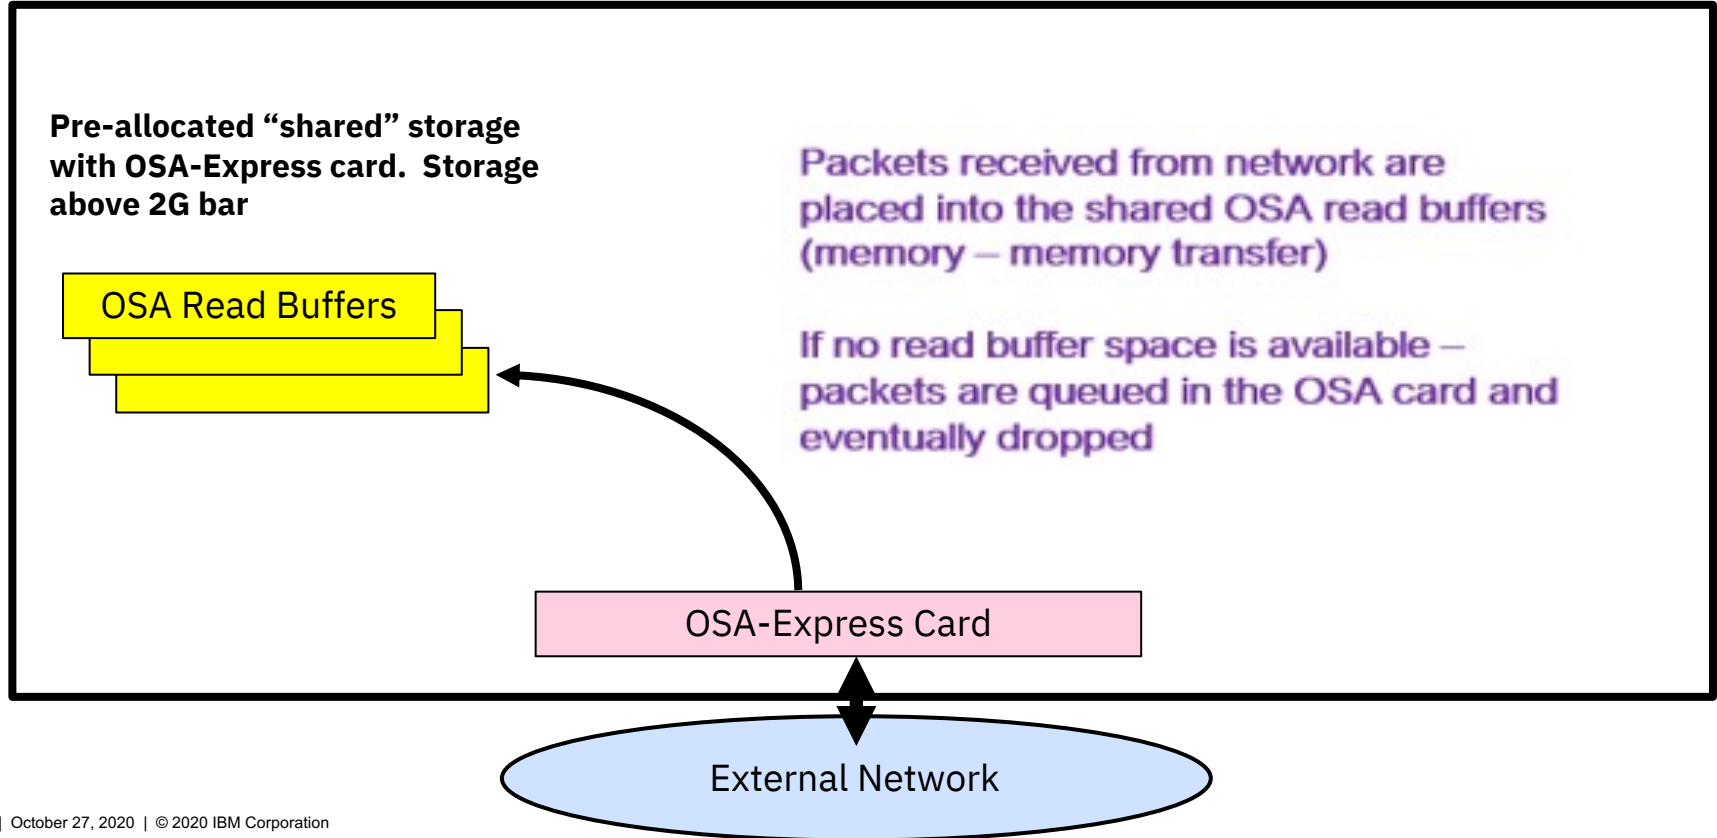 Pre-allocated “shared” storage
with OSA-Express card.  Storage
above 2G bar
Packets received from network are
placed into the shared OSA read buffers
(memory – memory transfer)
If no read buffer space is available –
packets are queued in the OSA card and
eventually dropped
OSA Read Buffers
OSA-Express Card
External Network
| October 27, 2020 | © 2020 IBM Corporation